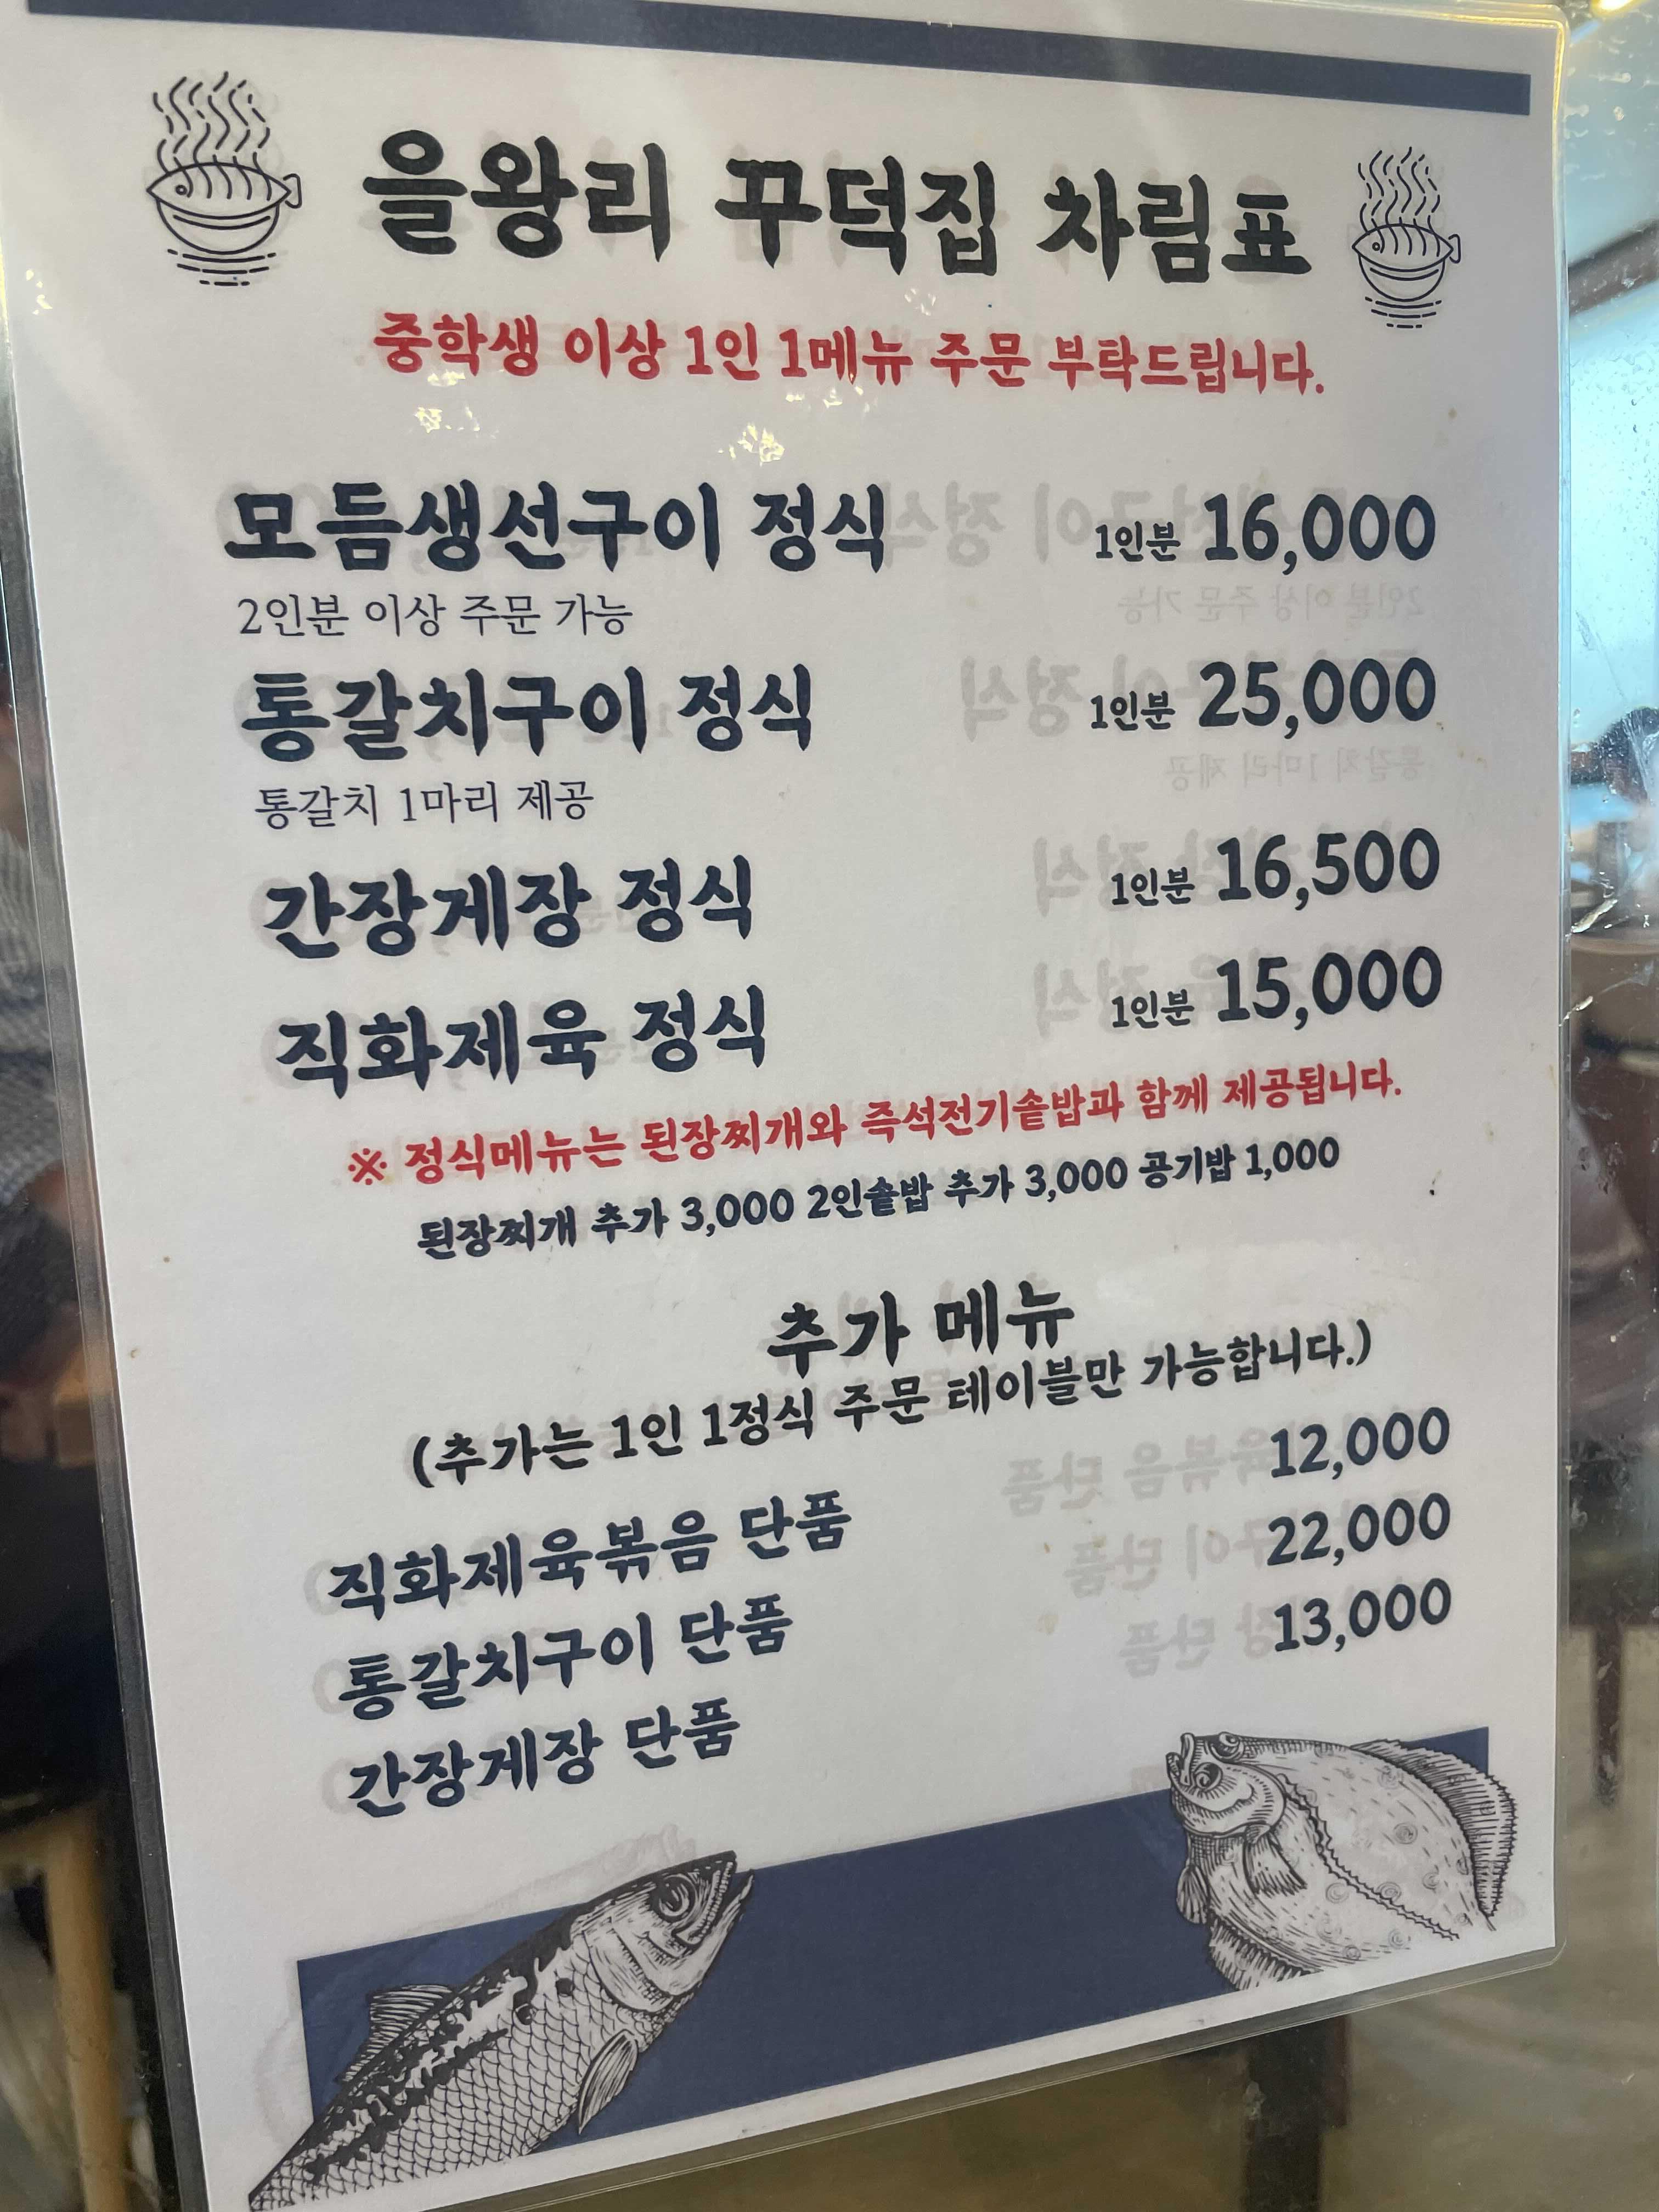 을왕리 꾸덕집 차림표
중학생 이상 1인 1메뉴 주문 부탁드립니다.
모듬생선구이 정식 1인분 16,000
2인분 이상 주문 가능
통갈치구이 정식 1인분 25,000
통갈치 1마리 제공
간장게장 정식 1인분 16,500
직화제육 정식 1인분 15,000
※ 정식메뉴는 된장찌개와 즉석전기솥밥과 함께 제공됩니다.
된장찌개 추가 3,000 2인솥밥 추가 3,000 공기밥 1,000
추가 메뉴
(추가는 1인 1정식 주문 테이블만 가능합니다.)
직화제육볶음 단품 12,000
통갈치구이 단품 22,000
간장게장 단품 13,000